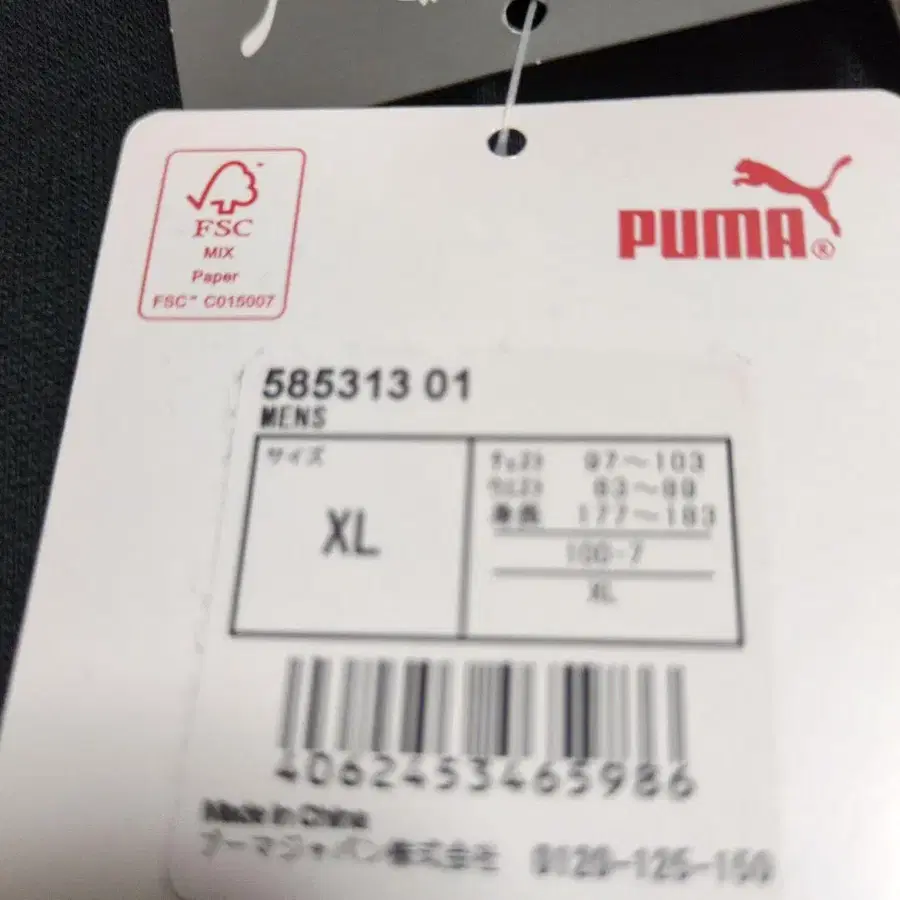 FSC
MIX
Paper
FSC™ C015007
PUMA®
585313 01
MENS
サイズ
XL
チェスト 97～103
ウエスト 83～89
身長 177～183
100-7
XL
4062453465986
Made in China
プーマジャパン株式会社 0120-125-150